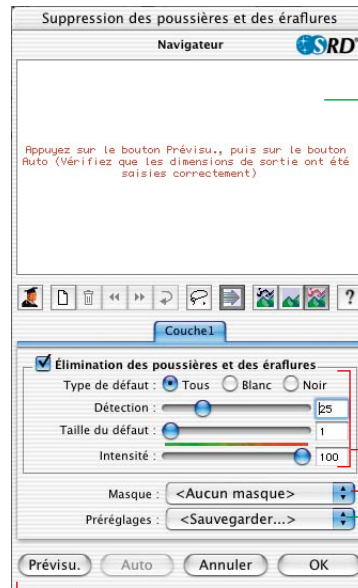 Suppression des poussières et des éraflures
Navigateur
SRD
Appuyez sur le bouton Prévisu., puis sur le bouton
Auto (Vérifiez que les dimensions de sortie ont été
saisies correctement)
?
Couche1
Élimination des poussières et des éraflures
Type de défaut : Tous Blanc Noir
Détection : 25
Taille du défaut : 1
Intensité : 100
Masque : <Aucun masque>
Préréglages : <Sauvegarder...>
Prévisu. Auto Annuler OK